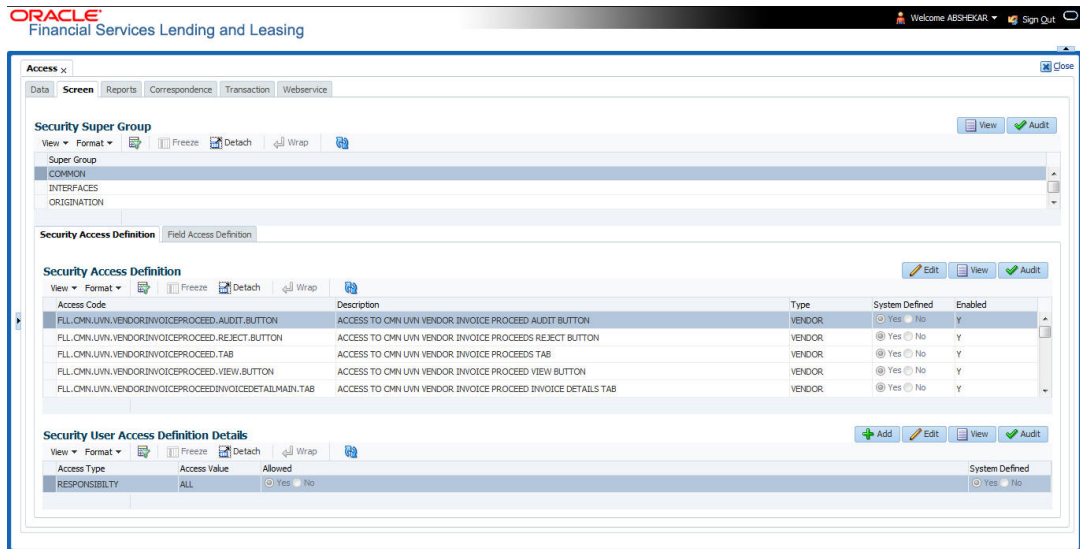 ORACLE
Financial Services Lending and Leasing
Welcome ABSHEKAR Sign Out
Access x
Close
Data Screen Reports Correspondence Transaction Webservice
Security Super Group
View Audit
View Format Freeze Detach Wrap
Super Group
COMMON
INTERFACES
ORIGINATION
Security Access Definition Field Access Definition
Security Access Definition
Edit View Audit
View Format Freeze Detach Wrap
Access Code Description Type System Defined Enabled
FLL.CMN.UVN.VENDORINVOICEPROCEED.AUDIT.BUTTON ACCESS TO CMN UVN VENDOR INVOICE PROCEED AUDIT BUTTON VENDOR Yes No Y
FLL.CMN.UVN.VENDORINVOICEPROCEED.REJECT.BUTTON ACCESS TO CMN UVN VENDOR INVOICE PROCEEDS REJECT BUTTON VENDOR Yes No Y
FLL.CMN.UVN.VENDORINVOICEPROCEED.TAB ACCESS TO CMN UVN VENDOR INVOICE PROCEEDS TAB VENDOR Yes No Y
FLL.CMN.UVN.VENDORINVOICEPROCEED.VIEW.BUTTON ACCESS TO CMN UVN VENDOR INVOICE PROCEED VIEW BUTTON VENDOR Yes No Y
FLL.CMN.UVN.VENDORINVOICEPROCEEDINVOICEDETAILMAIN.TAB ACCESS TO CMN UVN VENDOR INVOICE PROCEED INVOICE DETAILS TAB VENDOR Yes No Y
Security User Access Definition Details
Add Edit View Audit
View Format Freeze Detach Wrap
Access Type Access Value Allowed System Defined
RESPONSIBILTY ALL Yes No Yes No